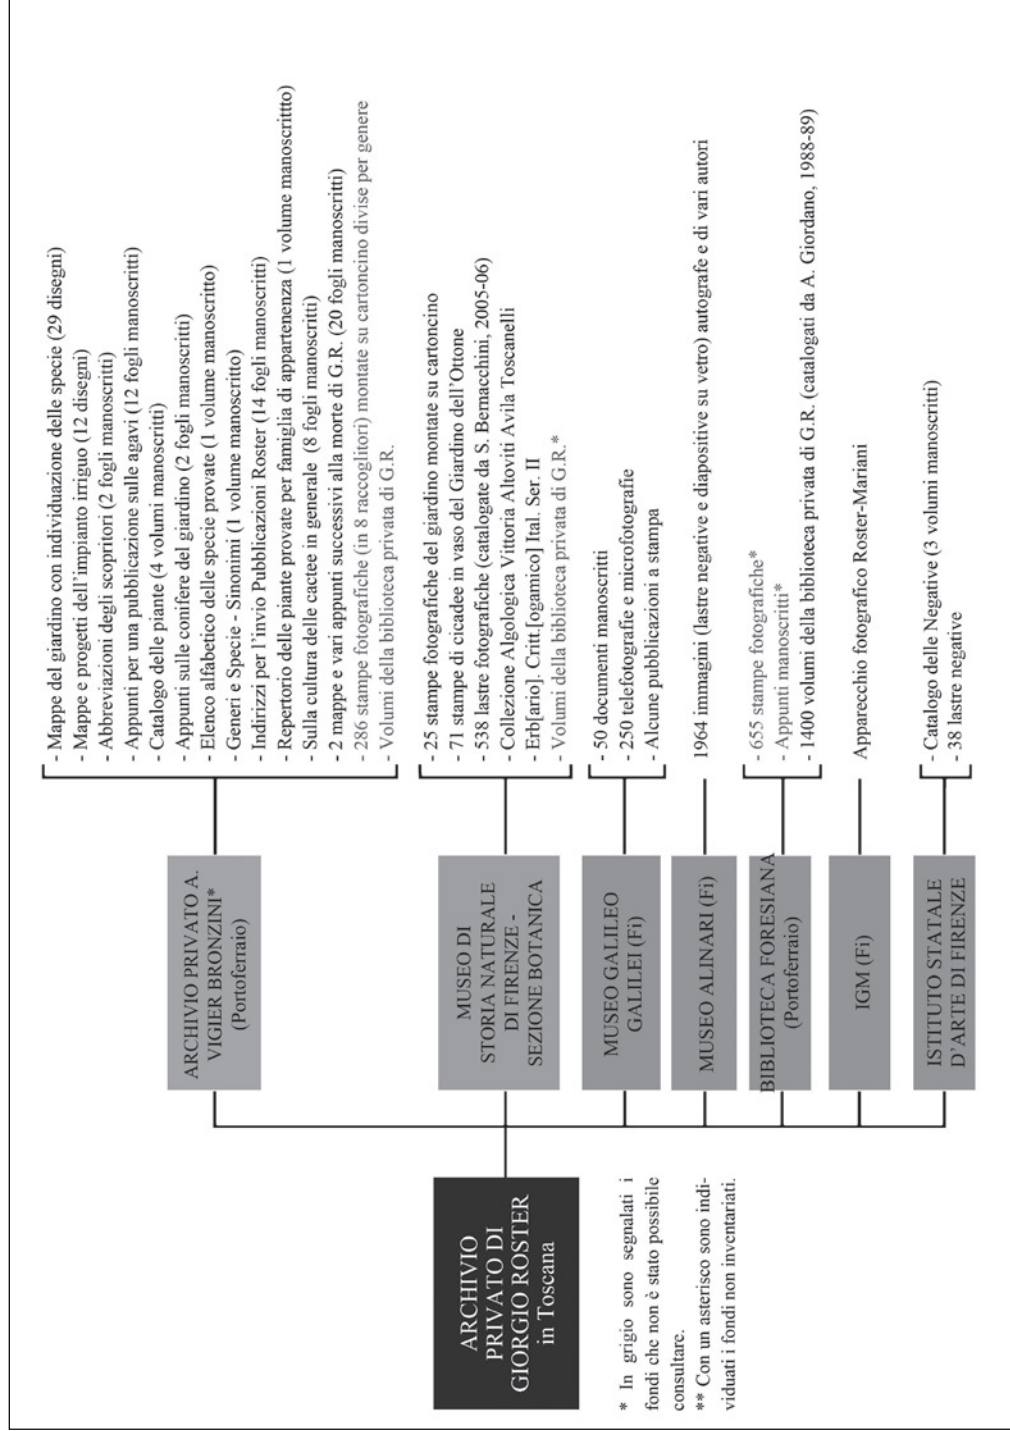 ARCHIVIO
PRIVATO DI
GIORGIO ROSTER
in Toscana
* In grigio sono segnalati i
fondi che non è stato possibile
consultare.
** Con un asterisco sono indi-
viduati i fondi non inventariati.
ARCHIVIO PRIVATO A.
VIGIER BRONZINI*
(Portoferraio)
- Mappe del giardino con individuazione delle specie (29 disegni)
- Mappe e progetti dell'impianto irriguo (12 disegni)
- Abbreviazioni degli scopritori (2 fogli manoscritti)
- Appunti per una pubblicazione sulle agavi (12 fogli manoscritti)
- Catalogo delle piante (4 volumi manoscritti)
- Appunti sulle conifere del giardino (2 fogli manoscritti)
- Elenco alfabetico delle specie provate (1 volume manoscritto)
- Generi e Specie - Sinonimi (1 volume manoscritto)
- Indirizzi per l'invio Pubblicazioni Roster (14 fogli manoscritti)
- Repertorio delle piante provate per famiglia di appartenenza (1 volume manoscrittto)
- Sulla cultura delle cactee in generale (8 fogli manoscritti)
- 2 mappe e vari appunti successivi alla morte di G.R. (20 fogli manoscritti)
- 286 stampe fotografiche (in 8 raccoglitori) montate su cartoncino divise per genere
- Volumi della biblioteca privata di G.R.
MUSEO DI
STORIA NATURALE
DI FIRENZE -
SEZIONE BOTANICA
- 25 stampe fotografiche del giardino montate su cartoncino
- 71 stampe di cicadee in vaso del Giardino dell'Ottone
- 538 lastre fotografiche (catalogate da S. Bernacchini, 2005-06)
- Collezione Algologica Vittoria Altoviti Avila Toscanelli
- Erb[ario]. Critt.[ogamico] Ital. Ser. II
- Volumi della biblioteca privata di G.R.*
MUSEO GALILEO
GALILEI (Fi)
- 50 documenti manoscritti
- 250 telefotografie e microfotografie
- Alcune pubblicazioni a stampa
MUSEO ALINARI (Fi)
1964 immagini (lastre negative e diapositive su vetro) autografe e di vari autori
BIBLIOTECA FORESIANA
(Portoferraio)
- 655 stampe fotografiche*
- Appunti manoscritti*
- 1400 volumi della biblioteca privata di G.R. (catalogati da A. Giordano, 1988-89)
IGM (Fi)
Apparecchio fotografico Roster-Mariani
ISTITUTO STATALE
D'ARTE DI FIRENZE
- Catalogo delle Negative (3 volumi manoscritti)
- 38 lastre negative